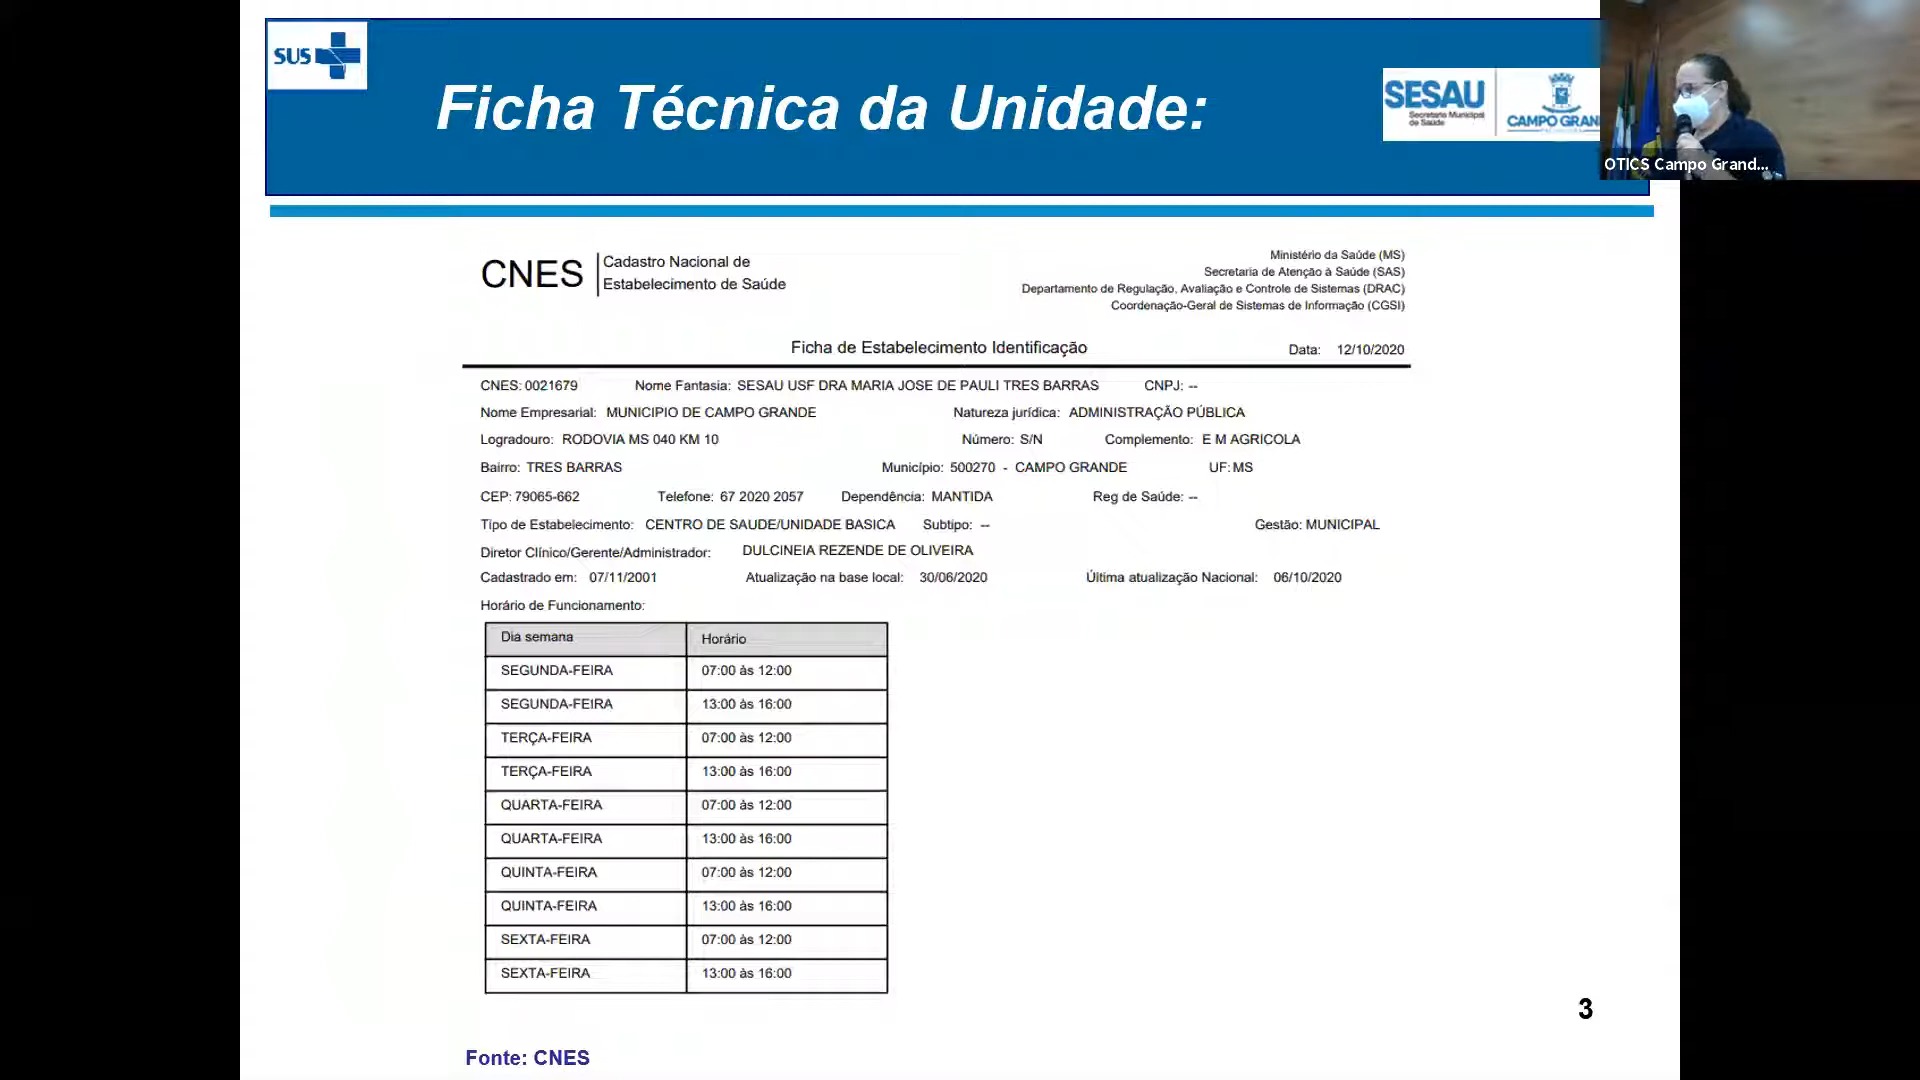 SUS
Ficha Técnica da Unidade:
SESAU
Secretaria Municipal
de Saúde
CAMPO GRAN
OTICS Campo Grand...
CNES
Cadastro Nacional de
Estabelecimento de Saúde
Ministério da Saúde (MS)
Secretaria de Atenção à Saúde (SAS)
Departamento de Regulação, Avaliação e Controle de Sistemas (DRAC)
Coordenação-Geral de Sistemas de Informação (CGSI)
Ficha de Estabelecimento Identificação Data: 12/10/2020
CNES: 0021679 Nome Fantasia: SESAU USF DRA MARIA JOSE DE PAULI TRES BARRAS CNPJ: --
Nome Empresarial: MUNICIPIO DE CAMPO GRANDE Natureza jurídica: ADMINISTRAÇÃO PÚBLICA
Logradouro: RODOVIA MS 040 KM 10 Número: S/N Complemento: E M AGRICOLA
Bairro: TRES BARRAS Município: 500270 - CAMPO GRANDE UF: MS
CEP: 79065-662 Telefone: 67 2020 2057 Dependência: MANTIDA Reg de Saúde: --
Tipo de Estabelecimento: CENTRO DE SAUDE/UNIDADE BASICA Subtipo: -- Gestão: MUNICIPAL
Diretor Clínico/Gerente/Administrador: DULCINEIA REZENDE DE OLIVEIRA
Cadastrado em: 07/11/2001 Atualização na base local: 30/06/2020 Última atualização Nacional: 06/10/2020
Horário de Funcionamento:
Dia semana Horário
SEGUNDA-FEIRA 07:00 às 12:00
SEGUNDA-FEIRA 13:00 às 16:00
TERÇA-FEIRA 07:00 às 12:00
TERÇA-FEIRA 13:00 às 16:00
QUARTA-FEIRA 07:00 às 12:00
QUARTA-FEIRA 13:00 às 16:00
QUINTA-FEIRA 07:00 às 12:00
QUINTA-FEIRA 13:00 às 16:00
SEXTA-FEIRA 07:00 às 12:00
SEXTA-FEIRA 13:00 às 16:00
3
Fonte: CNES